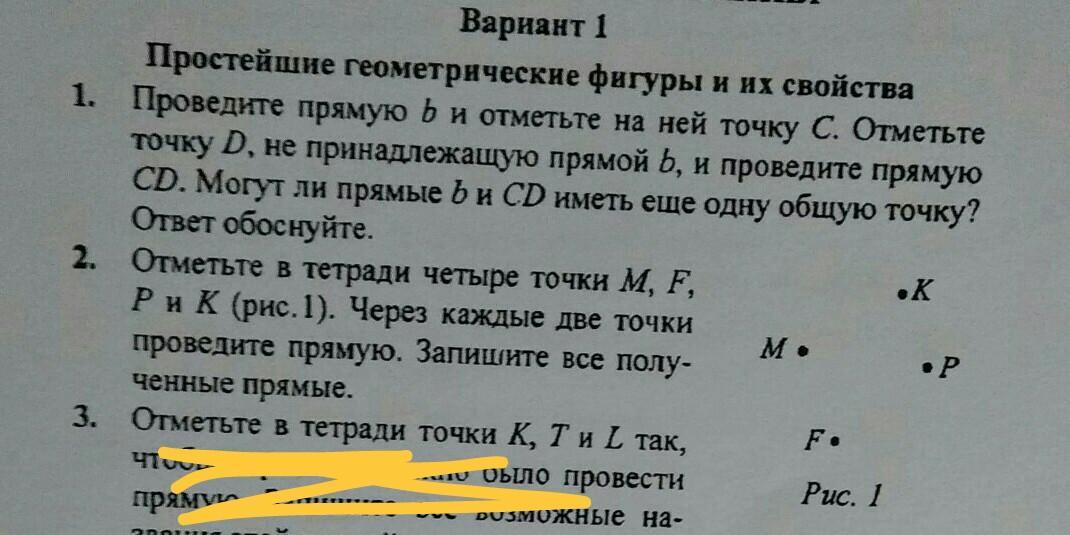 Вариант 1
Простейшие геометрические фигуры и их свойства
1. Проведите прямую b и отметьте на ней точку C. Отметьте
точку D, не принадлежащую прямой b, и проведите прямую
CD. Могут ли прямые b и CD иметь еще одну общую точку?
Ответ обоснуйте.
2. Отметьте в тетради четыре точки M, F,
P и K (рис.1). Через каждые две точки
проведите прямую. Запишите все полу-
ченные прямые.
3. Отметьте в тетради точки K, T и L так,
было провести
возможные на-
K
M
P
F
Рис. 1